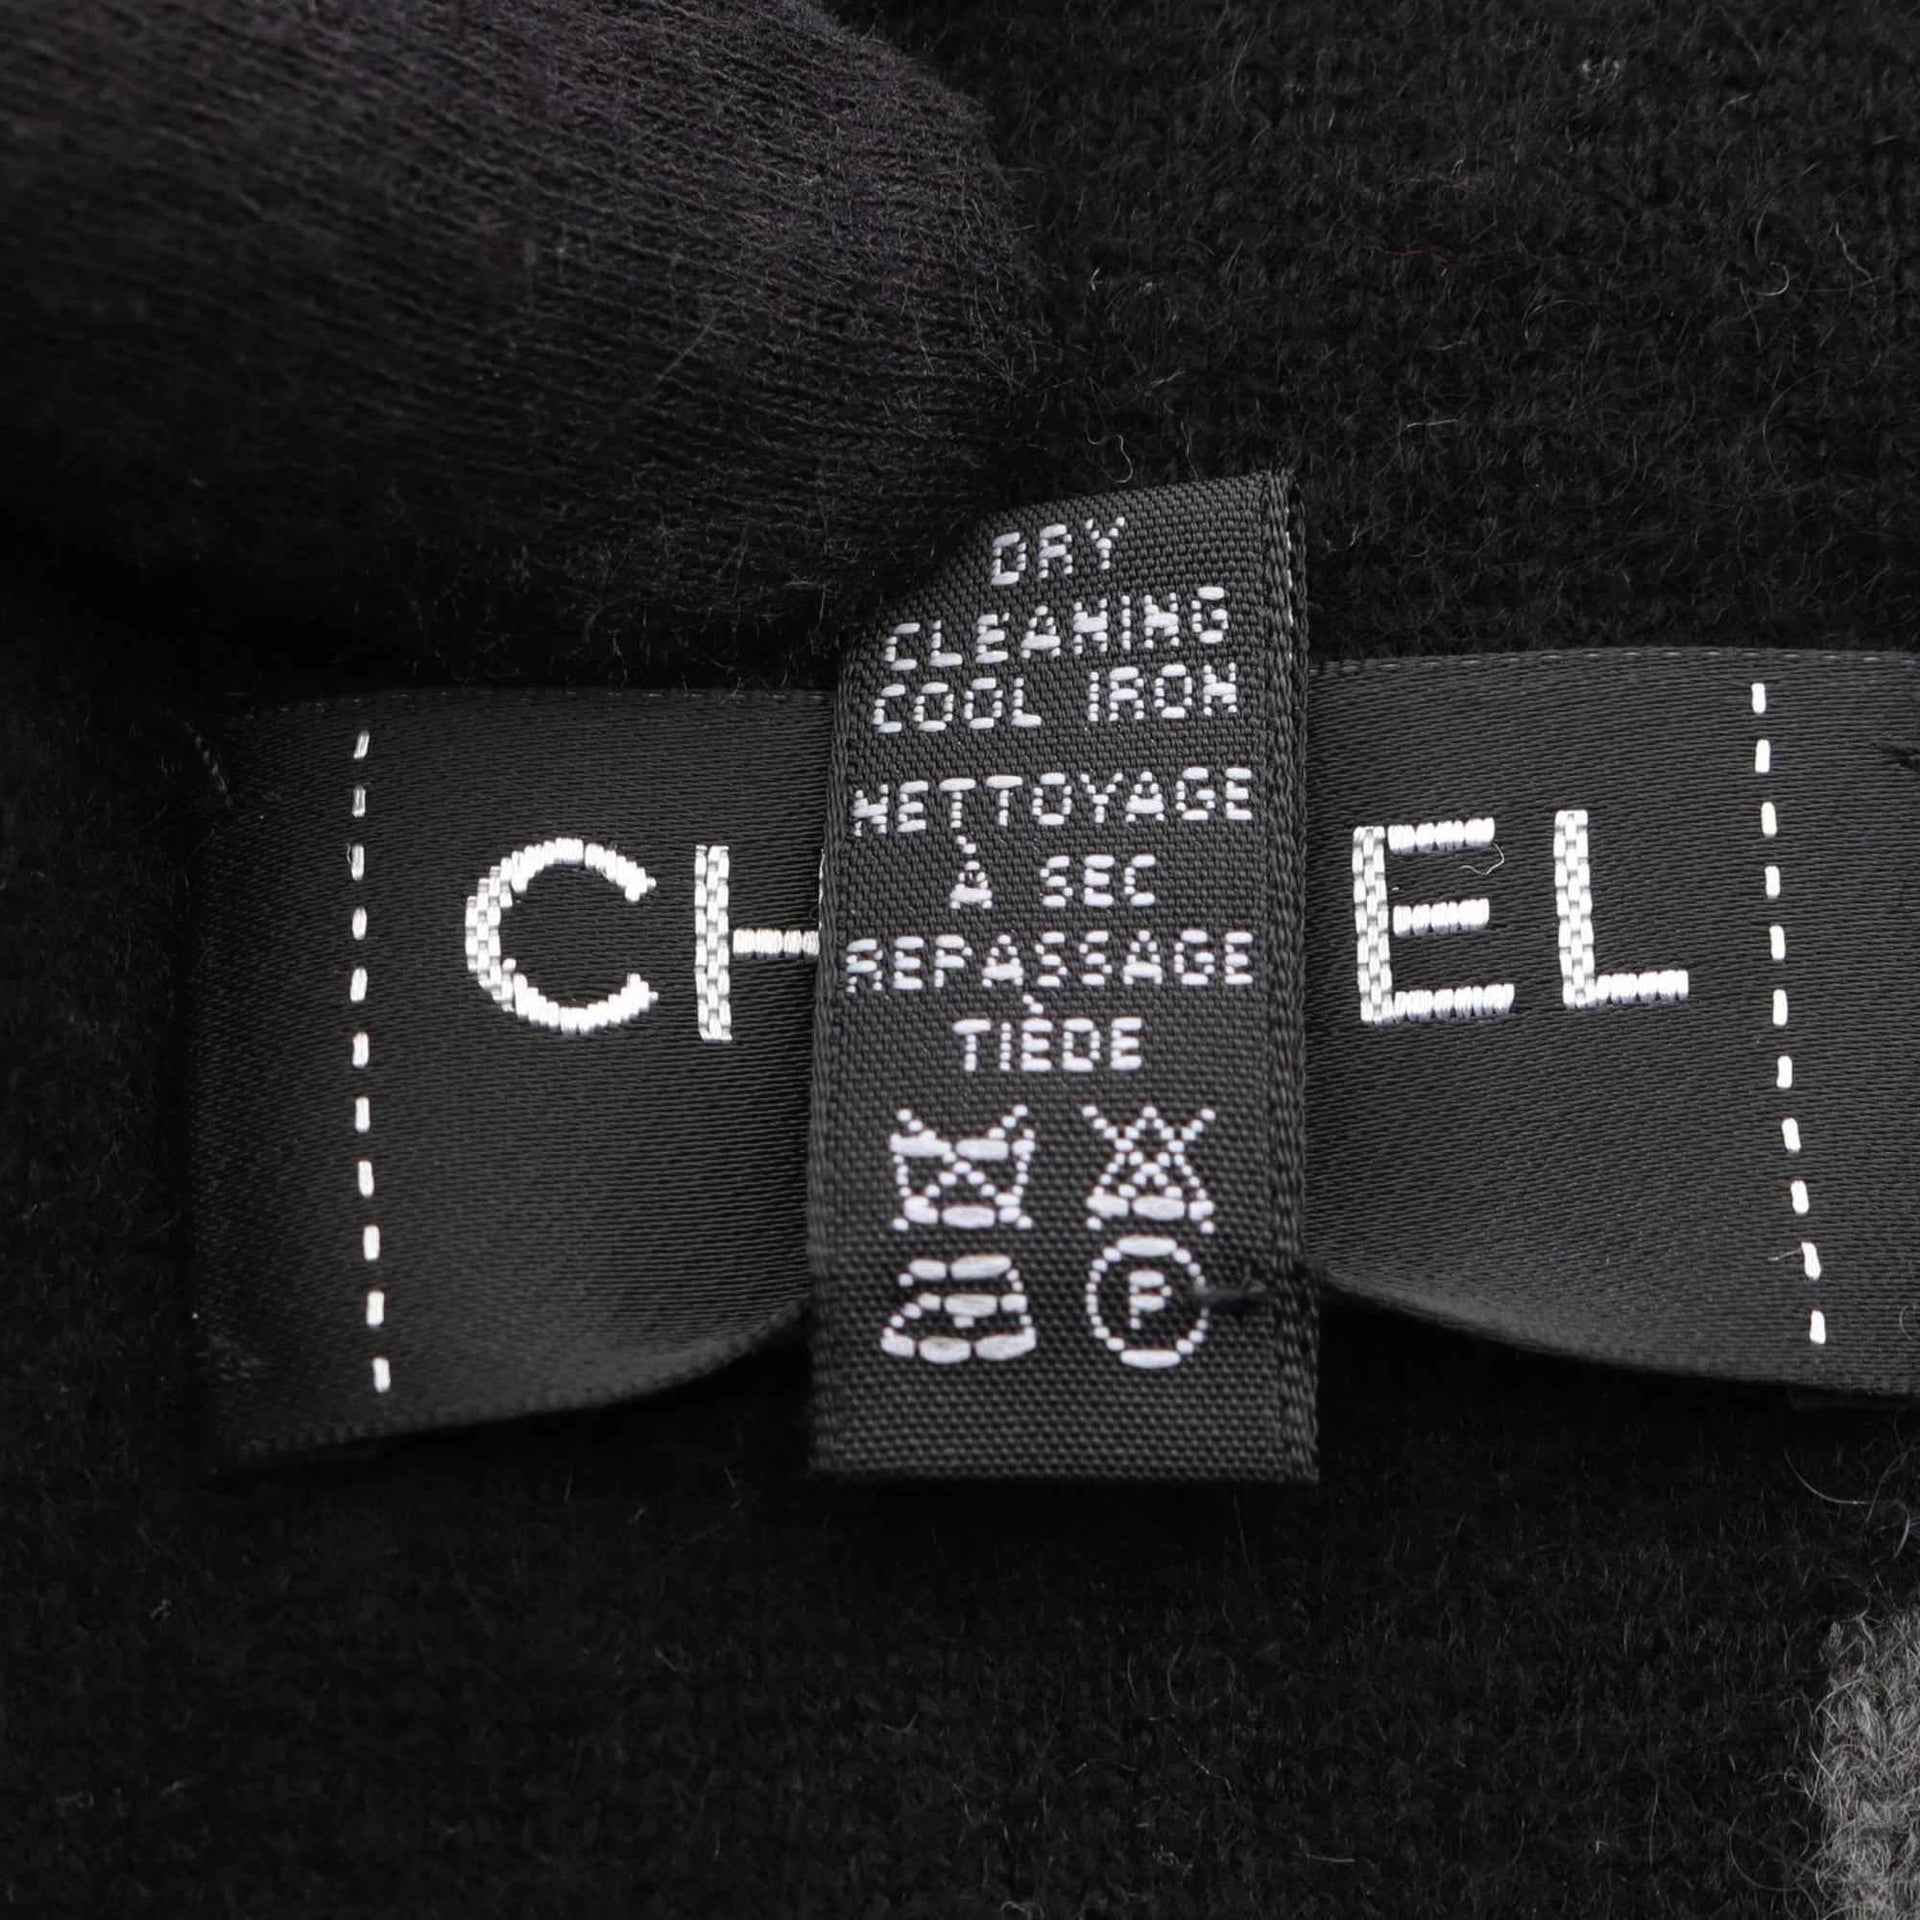 DRY
CLEANING
COOL IRON
NETTOYAGE
À SEC
REPASSAGE
TIÈDE
P
CH EL